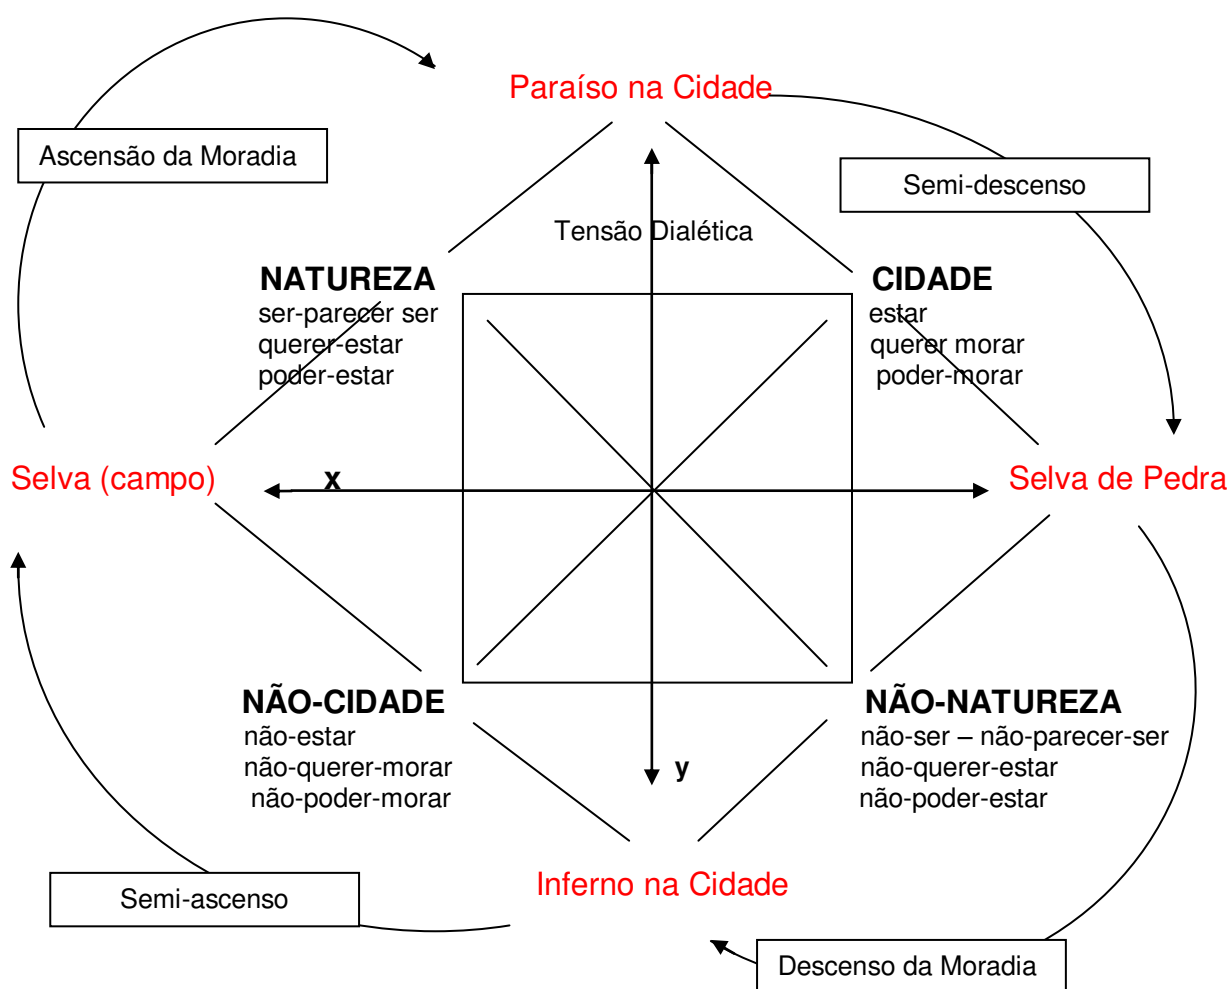 Paraíso na Cidade
Ascensão da Moradia
Semi-descenso
Tensão Dialética
NATUREZA
ser-parecer ser
querer-estar
poder-estar
CIDADE
estar
querer morar
poder-morar
Selva (campo)
x
Selva de Pedra
NÃO-CIDADE
não-estar
não-querer-morar
não-poder-morar
NÃO-NATUREZA
não-ser – não-parecer-ser
não-querer-estar
não-poder-estar
y
Inferno na Cidade
Semi-ascenso
Descenso da Moradia